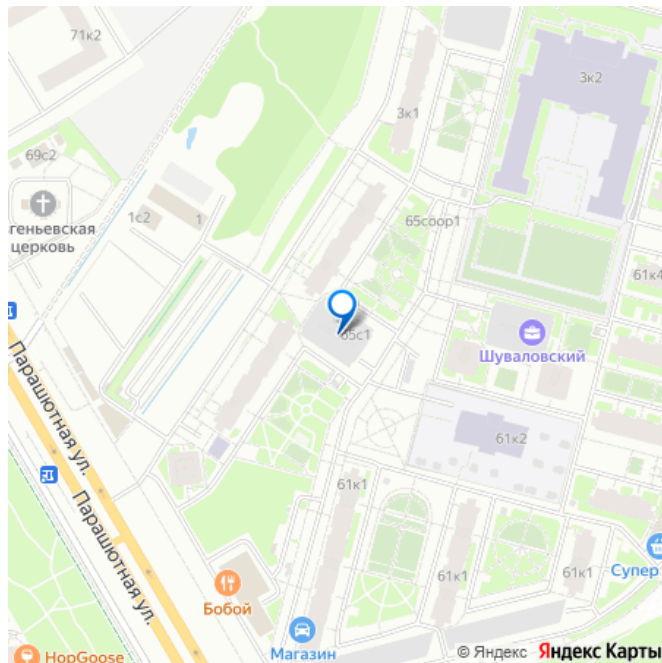 71к2
3к2
3к1
69с2
геньевская
церковь
1с2
1
65соор1
61к4
65с1
Шуваловский
Парашютная ул.
61к2
Парашютная ул.
61к1
61к1
61к1
Супер
Бобой
Магазин
HopGoose
© Яндекс Яндекс Карты